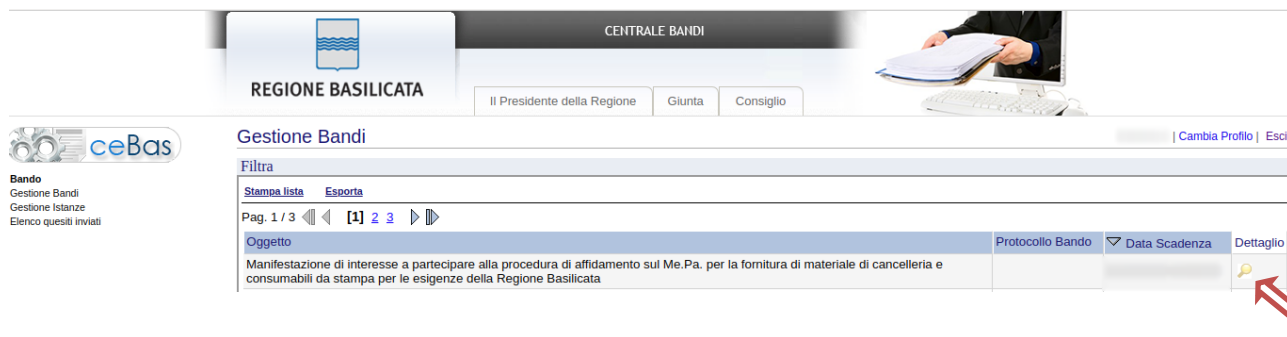 CENTRALE BANDI
REGIONE BASILICATA
Il Presidente della Regione Giunta Consiglio
ceBas
Gestione Bandi
| Cambia Profilo | Esci
Filtra
Bando
Gestione Bandi
Gestione Istanze
Elenco quesiti inviati
Stampa lista Esporta
Pag. 1 / 3 [1] 2 3
Oggetto Protocollo Bando Data Scadenza Dettaglio
Manifestazione di interesse a partecipare alla procedura di affidamento sul Me.Pa. per la fornitura di materiale di cancelleria e
consumabili da stampa per le esigenze della Regione Basilicata